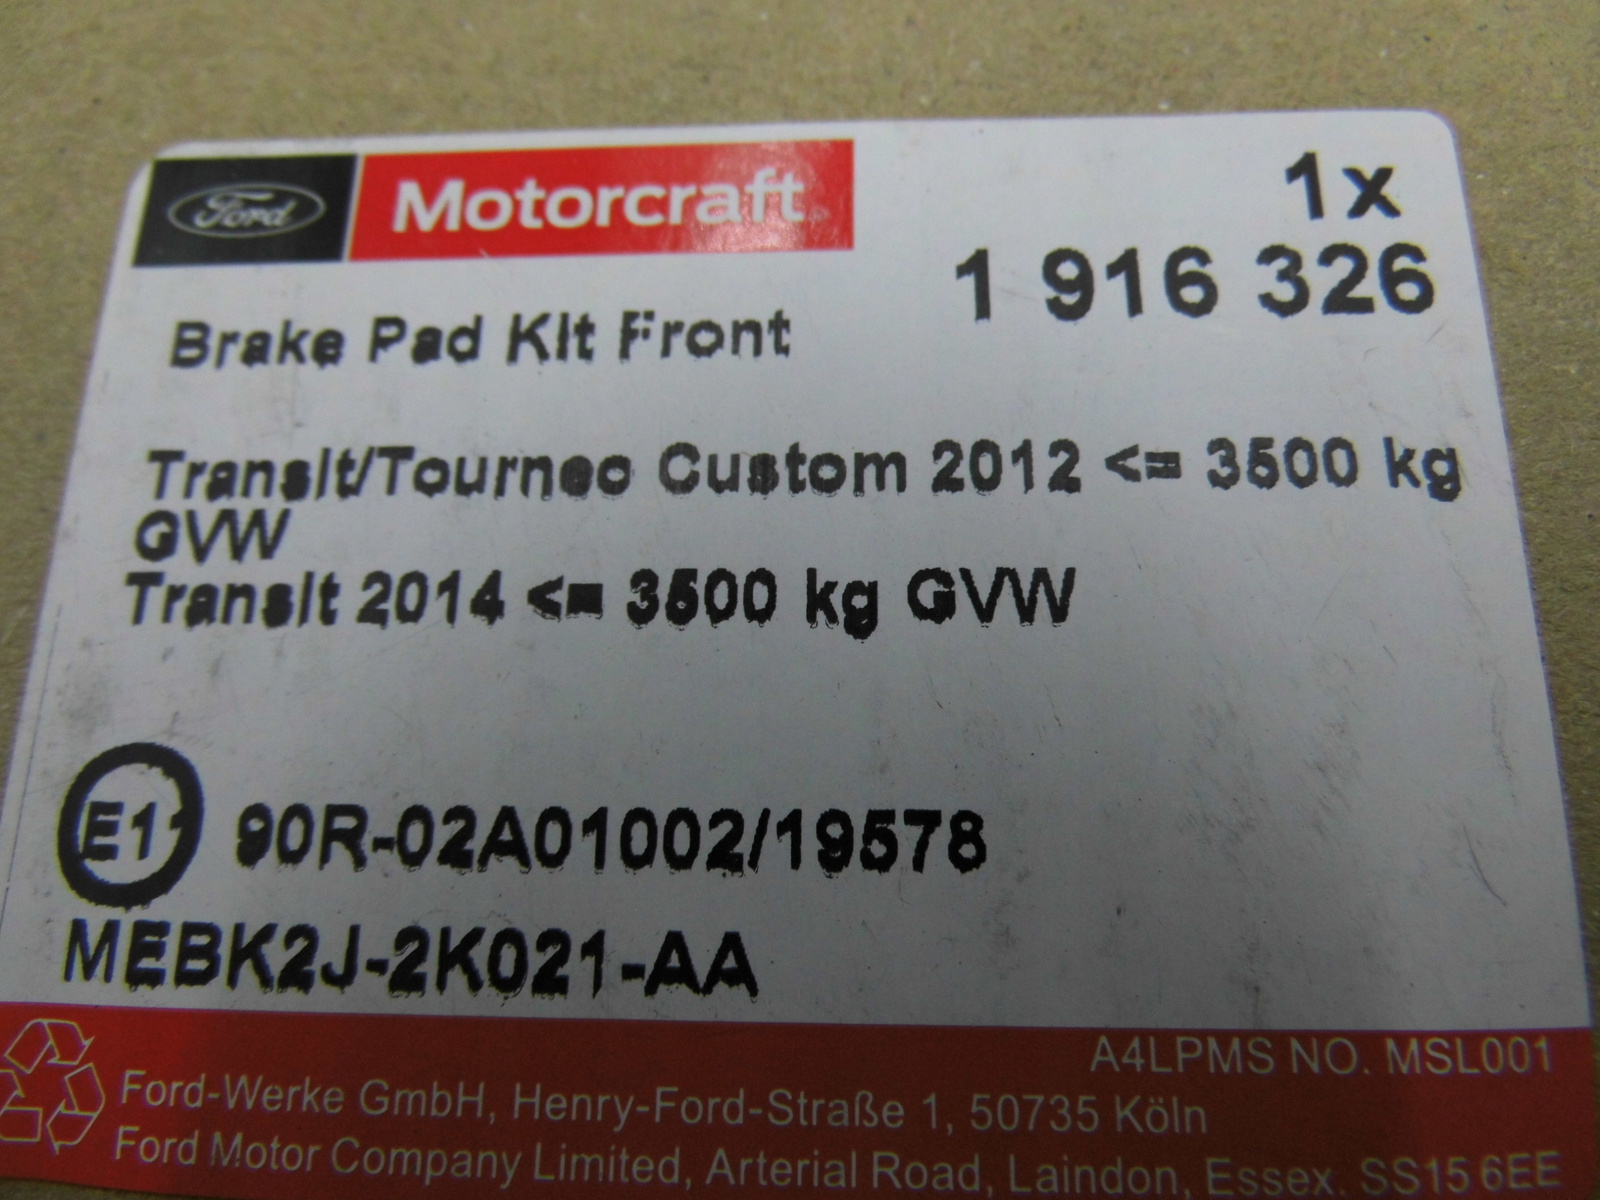 Ford Motorcraft®
1x
1 916 326
Brake Pad Kit Front
Transit/Tourneo Custom 2012 <= 3500 kg
GVW
Transit 2014 <= 3500 kg GVW
E1 90R-02A01002/19578
MEBK2J-2K021-AA
A4LPMS NO. MSL001
Ford-Werke GmbH, Henry-Ford-Straße 1, 50735 Köln
Ford Motor Company Limited, Arterial Road, Laindon, Essex. SS15 6EE